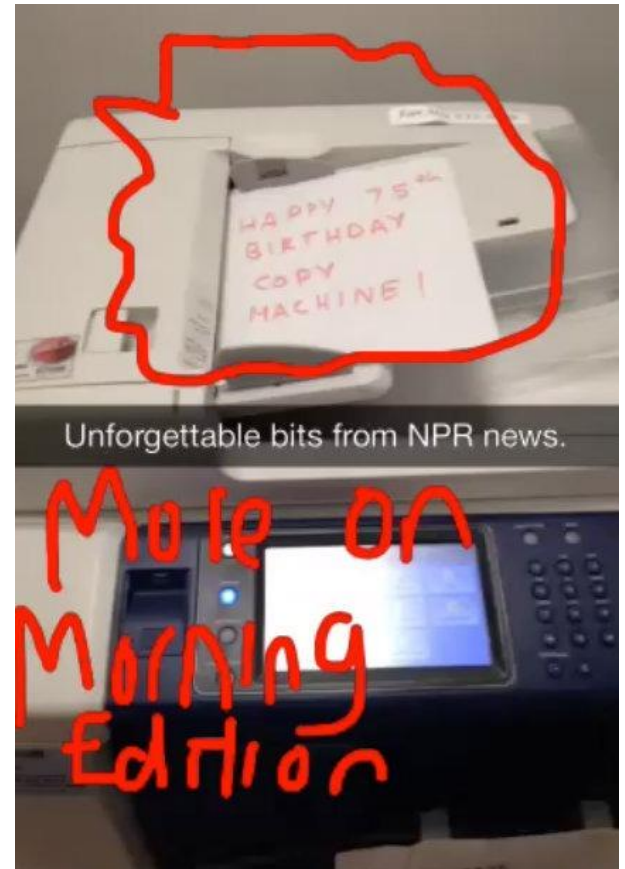 HAPPY 75th
BIRTHDAY
COPY
MACHINE!
Unforgettable bits from NPR news.
More on
Morning
Edition